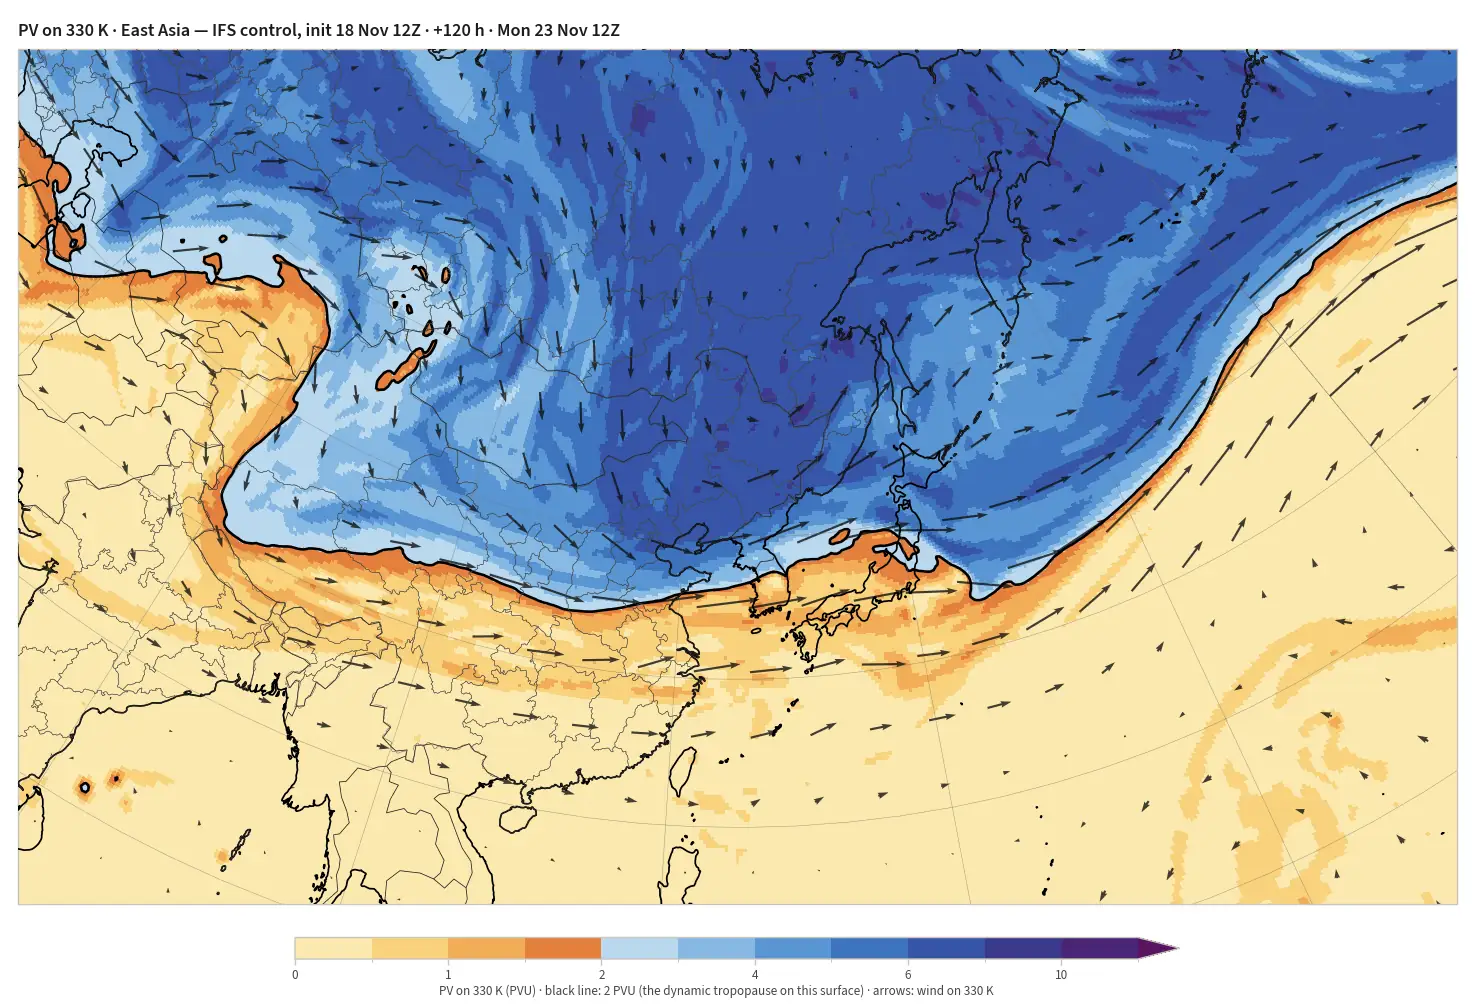 PV on 330 K · East Asia — IFS control, init 18 Nov 12Z · +120 h · Mon 23 Nov 12Z
0 1 2 4 6 10
PV on 330 K (PVU) · black line: 2 PVU (the dynamic tropopause on this surface) · arrows: wind on 330 K